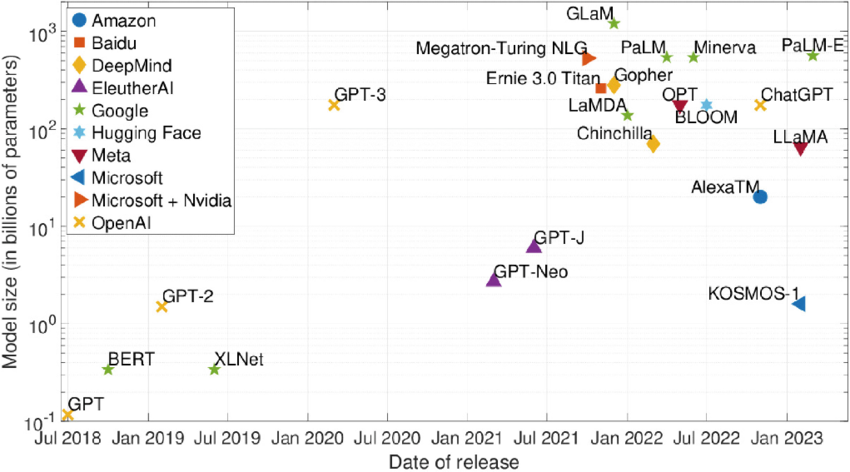 Amazon
Baidu
DeepMind
EleutherAI
Google
Hugging Face
Meta
Microsoft
Microsoft + Nvidia
OpenAI
GLaM
Megatron-Turing NLG
PaLM
Minerva
PaLM-E
Ernie 3.0 Titan
Gopher
GPT-3
LaMDA
OPT
BLOOM
ChatGPT
Chinchilla
LLaMA
AlexaTM
GPT-J
GPT-Neo
KOSMOS-1
GPT-2
BERT
XLNet
GPT
Model size (in billions of parameters)
10³
10²
10¹
10⁰
10⁻¹
Jul 2018 Jan 2019 Jul 2019 Jan 2020 Jul 2020 Jan 2021 Jul 2021 Jan 2022 Jul 2022 Jan 2023
Date of release